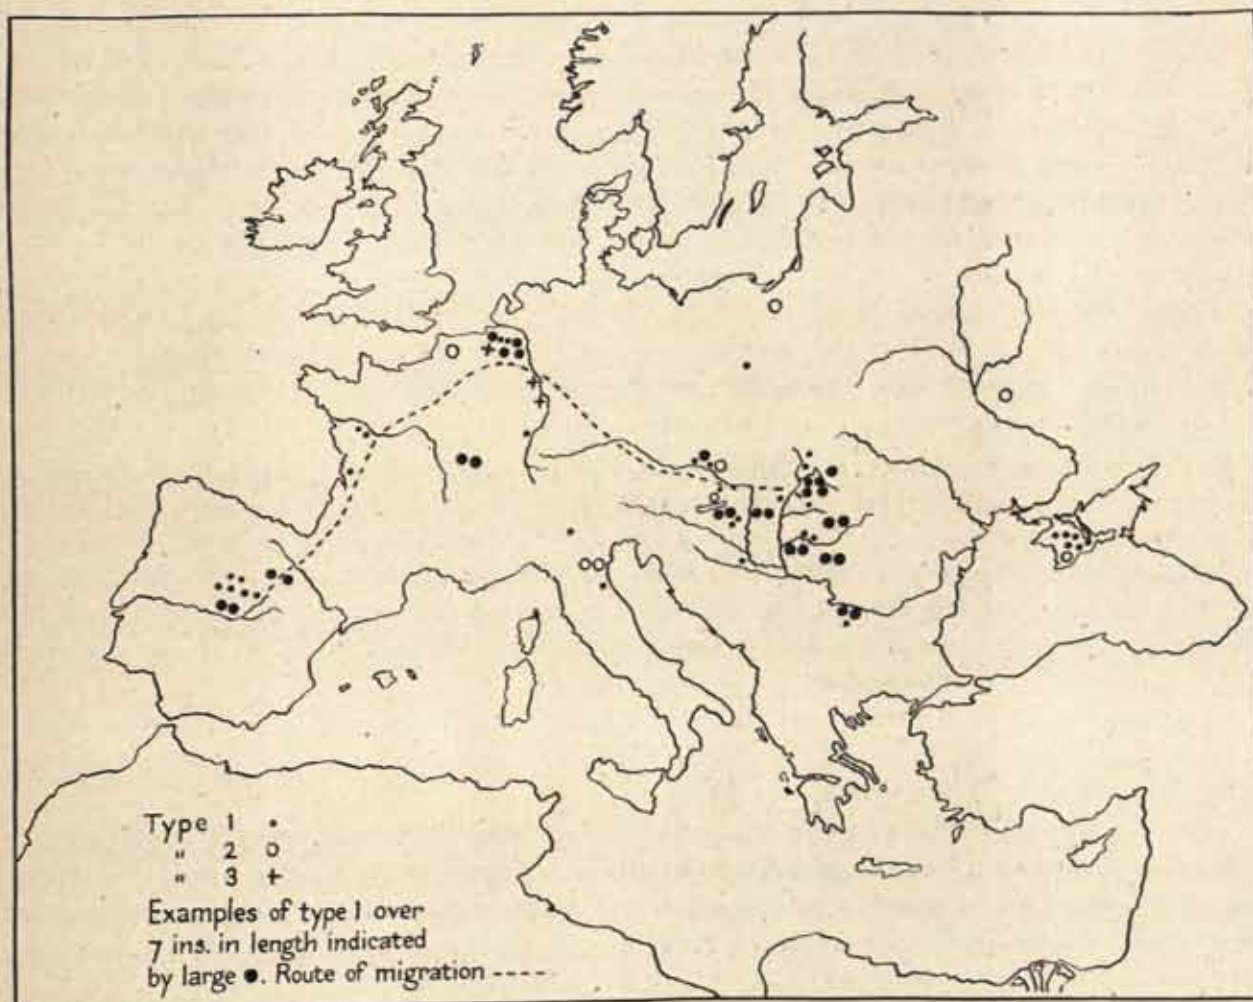 Type 1 •
" 2 o
" 3 +
Examples of type 1 over
7 ins. in length indicated
by large ●. Route of migration -----